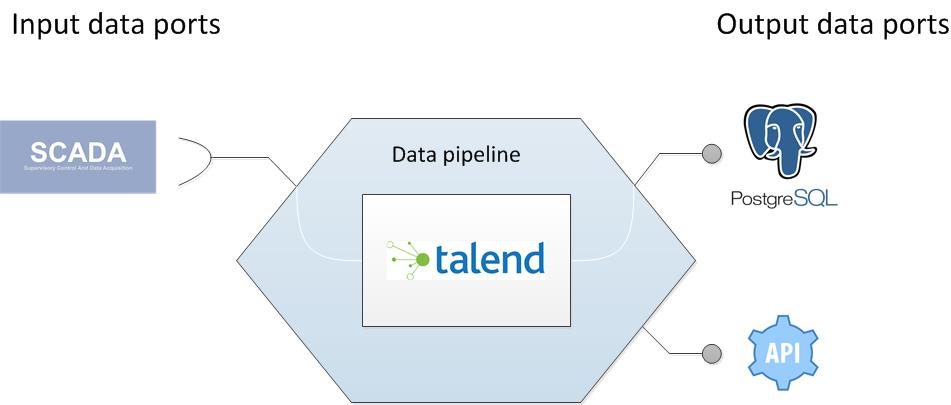 Input data ports
Output data ports
SCADA
Supervisory Control And Data Acquisition
Data pipeline
talend
PostgreSQL
API